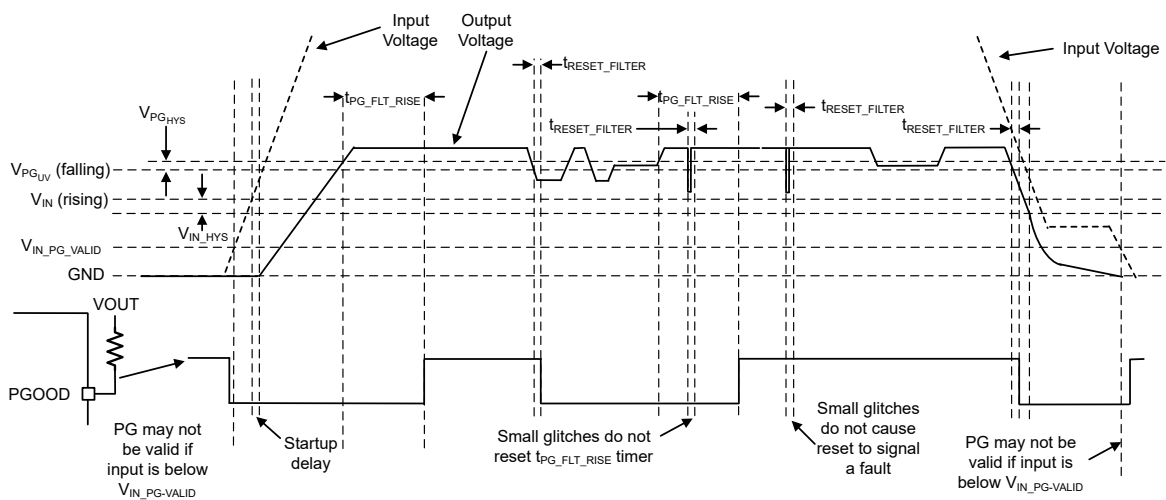 Input
Voltage
Output
Voltage
Input Voltage
tRESET_FILTER
tPG_FLT_RISE
tPG_FLT_RISE
tRESET_FILTER
tRESET_FILTER
tRESET_FILTER
VPGHYS
VPGUV (falling)
VIN (rising)
VIN_HYS
VIN_PG_VALID
GND
VOUT
PGOOD
PG may not
be valid if
input is below
VIN_PG-VALID
Startup
delay
Small glitches do not
reset tPG_FLT_RISE timer
Small glitches
do not cause
reset to signal
a fault
PG may not be
valid if input is
below VIN_PG-VALID